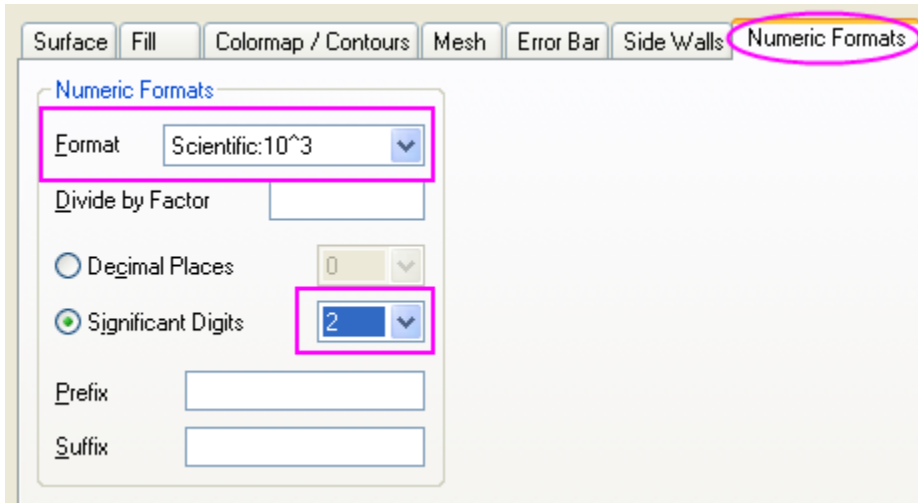 Surface Fill Colormap / Contours Mesh Error Bar Side Walls Numeric Formats
Numeric Formats
Format Scientific:10^3
Divide by Factor
Decimal Places 0
Significant Digits 2
Prefix
Suffix